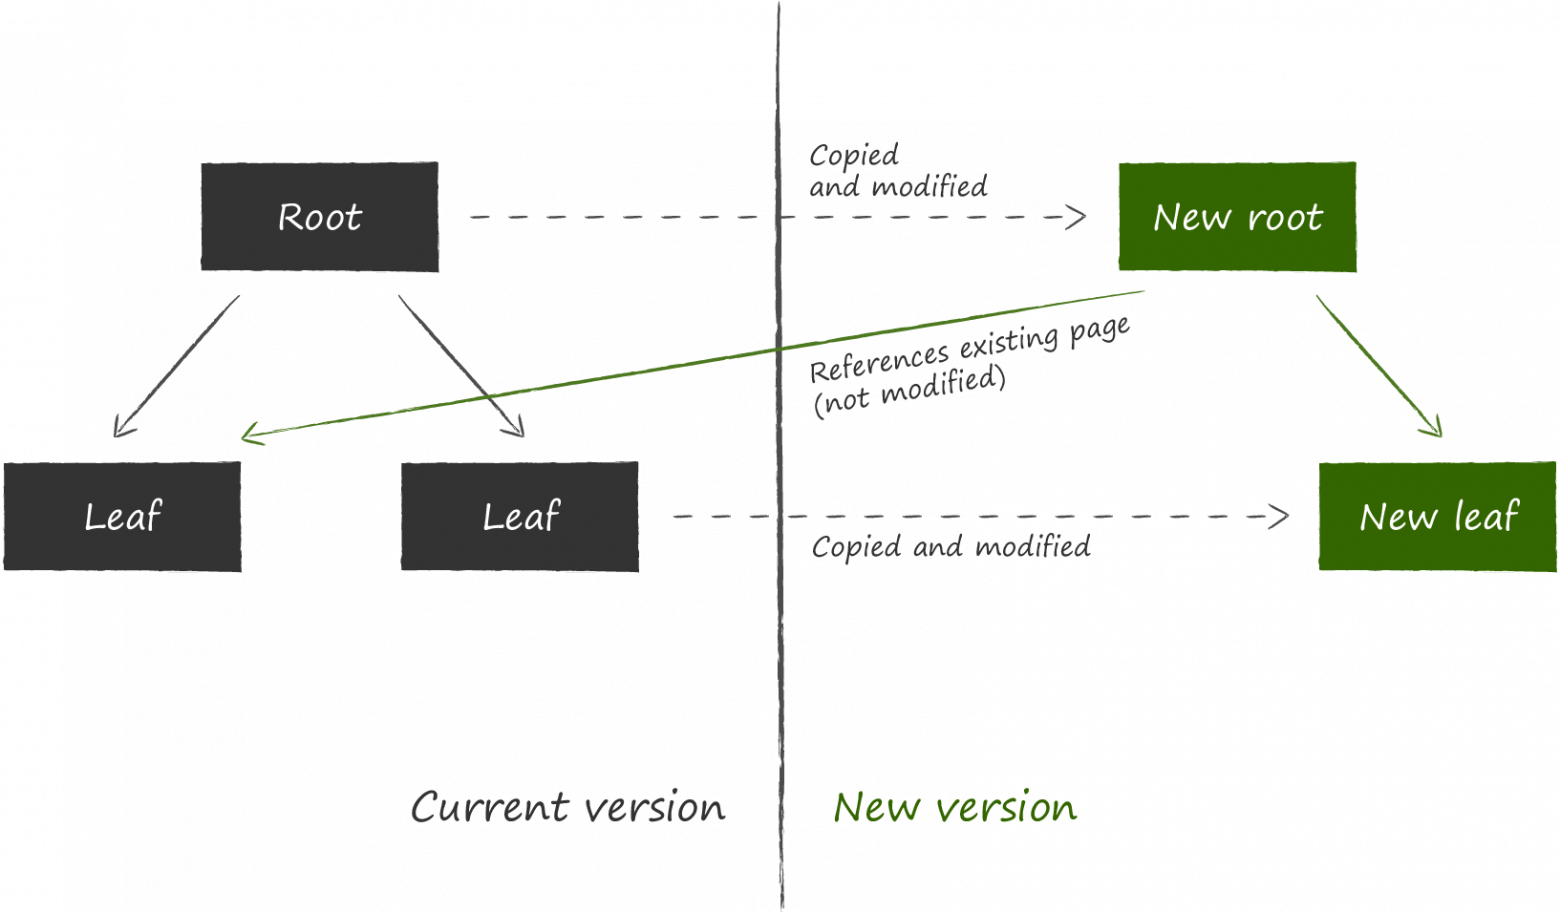 Copied
and modified
Root
New root
References existing page
(not modified)
Leaf
Leaf
New leaf
Copied and modified
Current version
New version